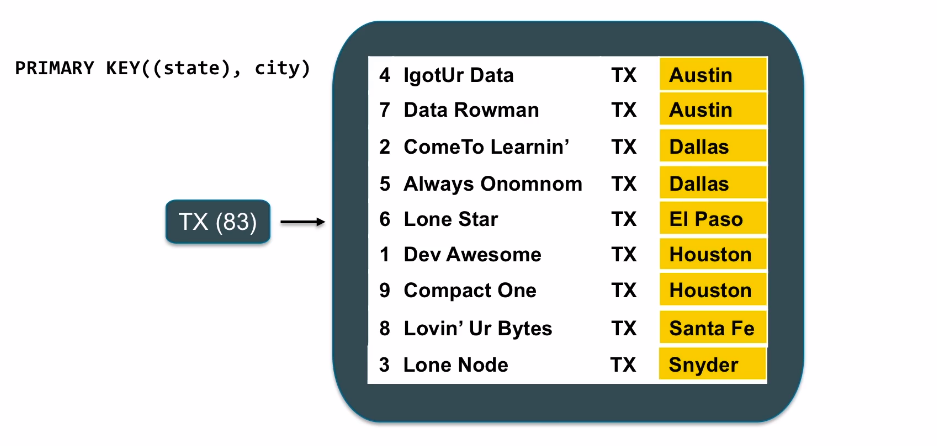 PRIMARY KEY((state), city)
4 IgotUr Data TX Austin
7 Data Rowman TX Austin
2 ComeTo Learnin’ TX Dallas
5 Always Onomnom TX Dallas
TX (83)
6 Lone Star TX El Paso
1 Dev Awesome TX Houston
9 Compact One TX Houston
8 Lovin’ Ur Bytes TX Santa Fe
3 Lone Node TX Snyder